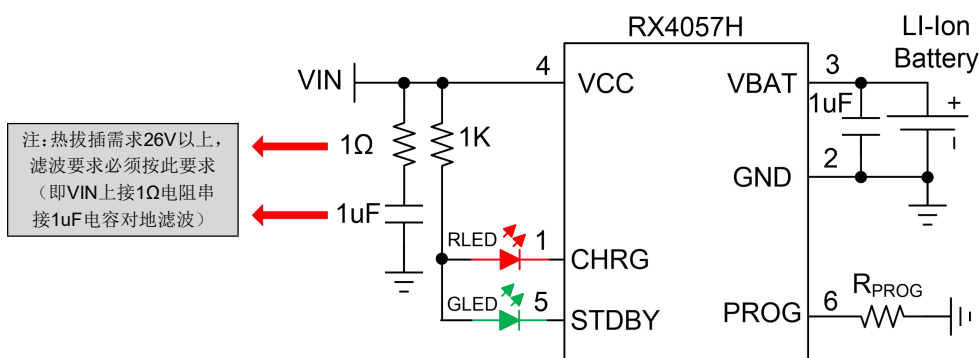 RX4057H
LI-Ion
Battery
VIN
4
VCC
VBAT
3
1uF
+
注：热拔插需求26V以上，
滤波要求必须按此要求
（即VIN上接1Ω电阻串
接1uF电容对地滤波）
1Ω
1K
2
GND
1uF
RLED
1
CHRG
GLED
5
STDBY
PROG
6
RPROG